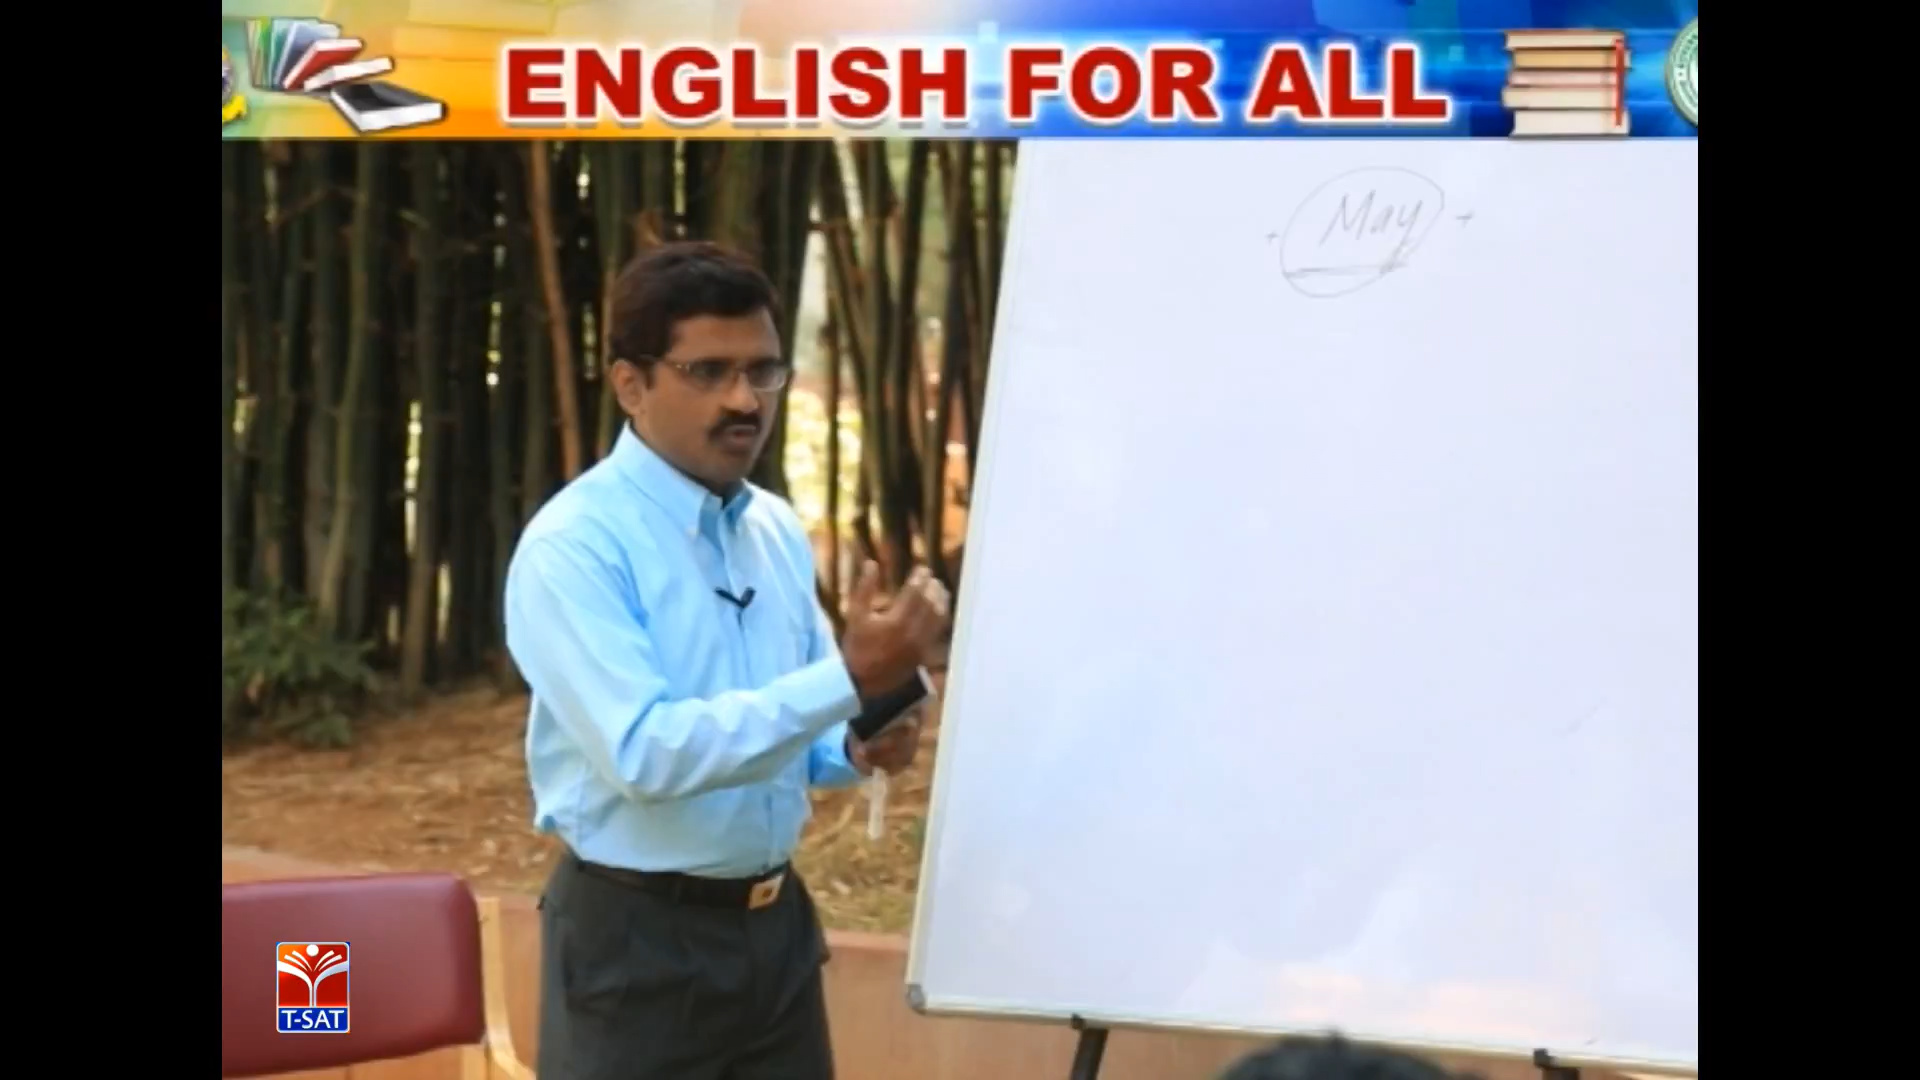 ENGLISH FOR ALL
+ May +
T-SAT